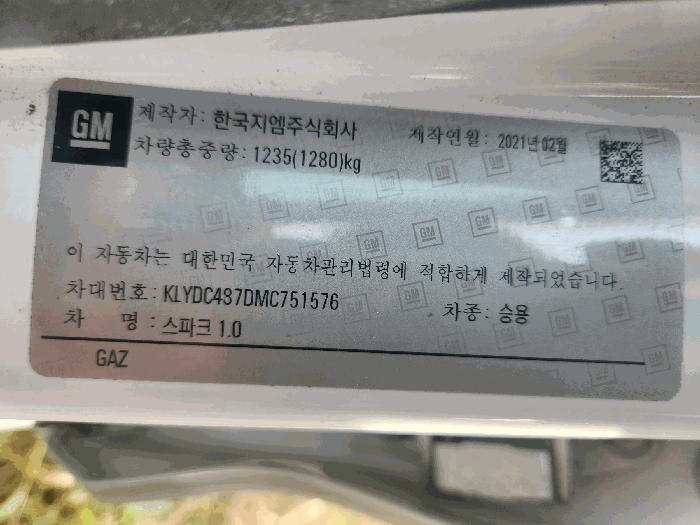 GM
제작자: 한국지엠주식회사
제작연월: 2021년 02월
차량총중량: 1235(1280)kg
이 자동차는 대한민국 자동차관리법령에 적합하게 제작되었습니다.
차대번호: KLYDC487DMC751576
차종: 승용
차 명: 스파크 1.0
GAZ